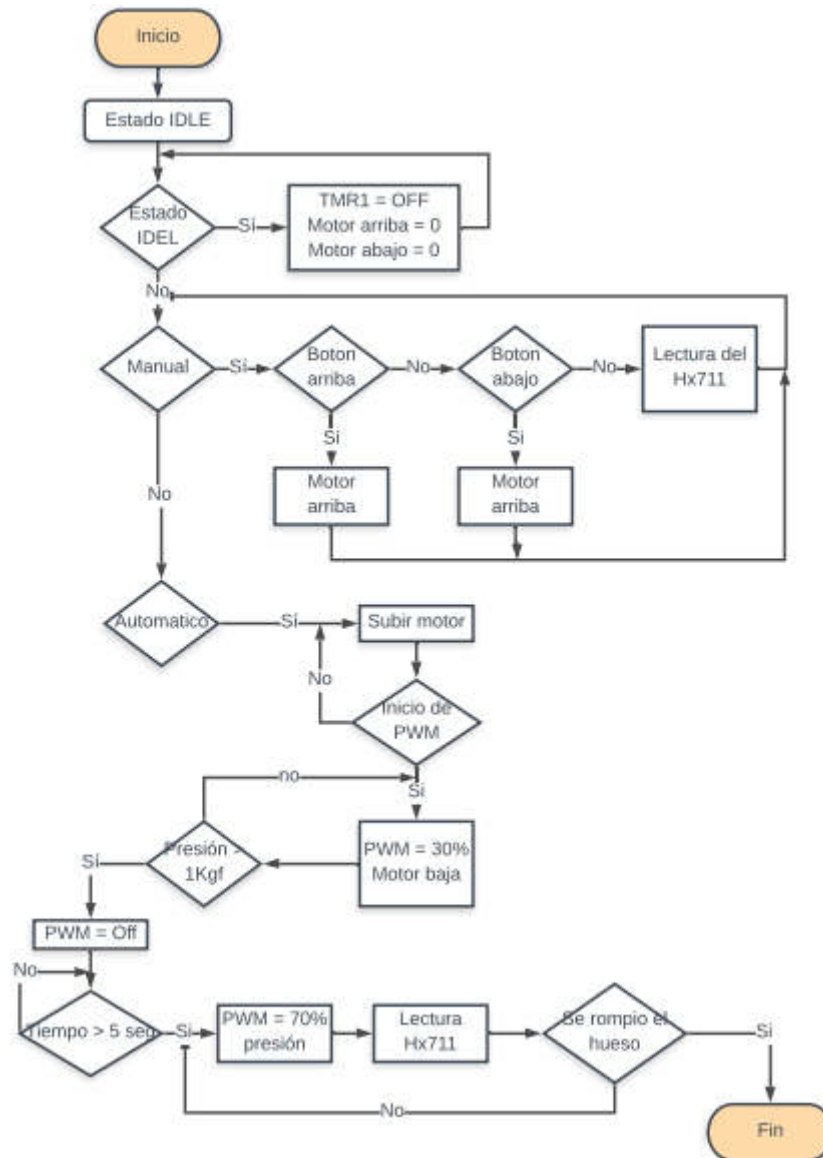 Inicio
Estado IDLE
Estado
IDEL
Sí
TMR1 = OFF
Motor arriba = 0
Motor abajo = 0
No
Manual
Sí
Boton
arriba
No
Boton
abajo
No
Lectura del
Hx711
Si
Si
Motor
arriba
Motor
arriba
No
Automatico
Sí
Subir motor
No
Inicio de
PWM
no
Si
Presión >
1Kgf
PWM = 30%
Motor baja
Sí
PWM = Off
No
Tiempo > 5 seg
Si
PWM = 70%
presión
Lectura
Hx711
Se rompio el
hueso
Si
No
Fin